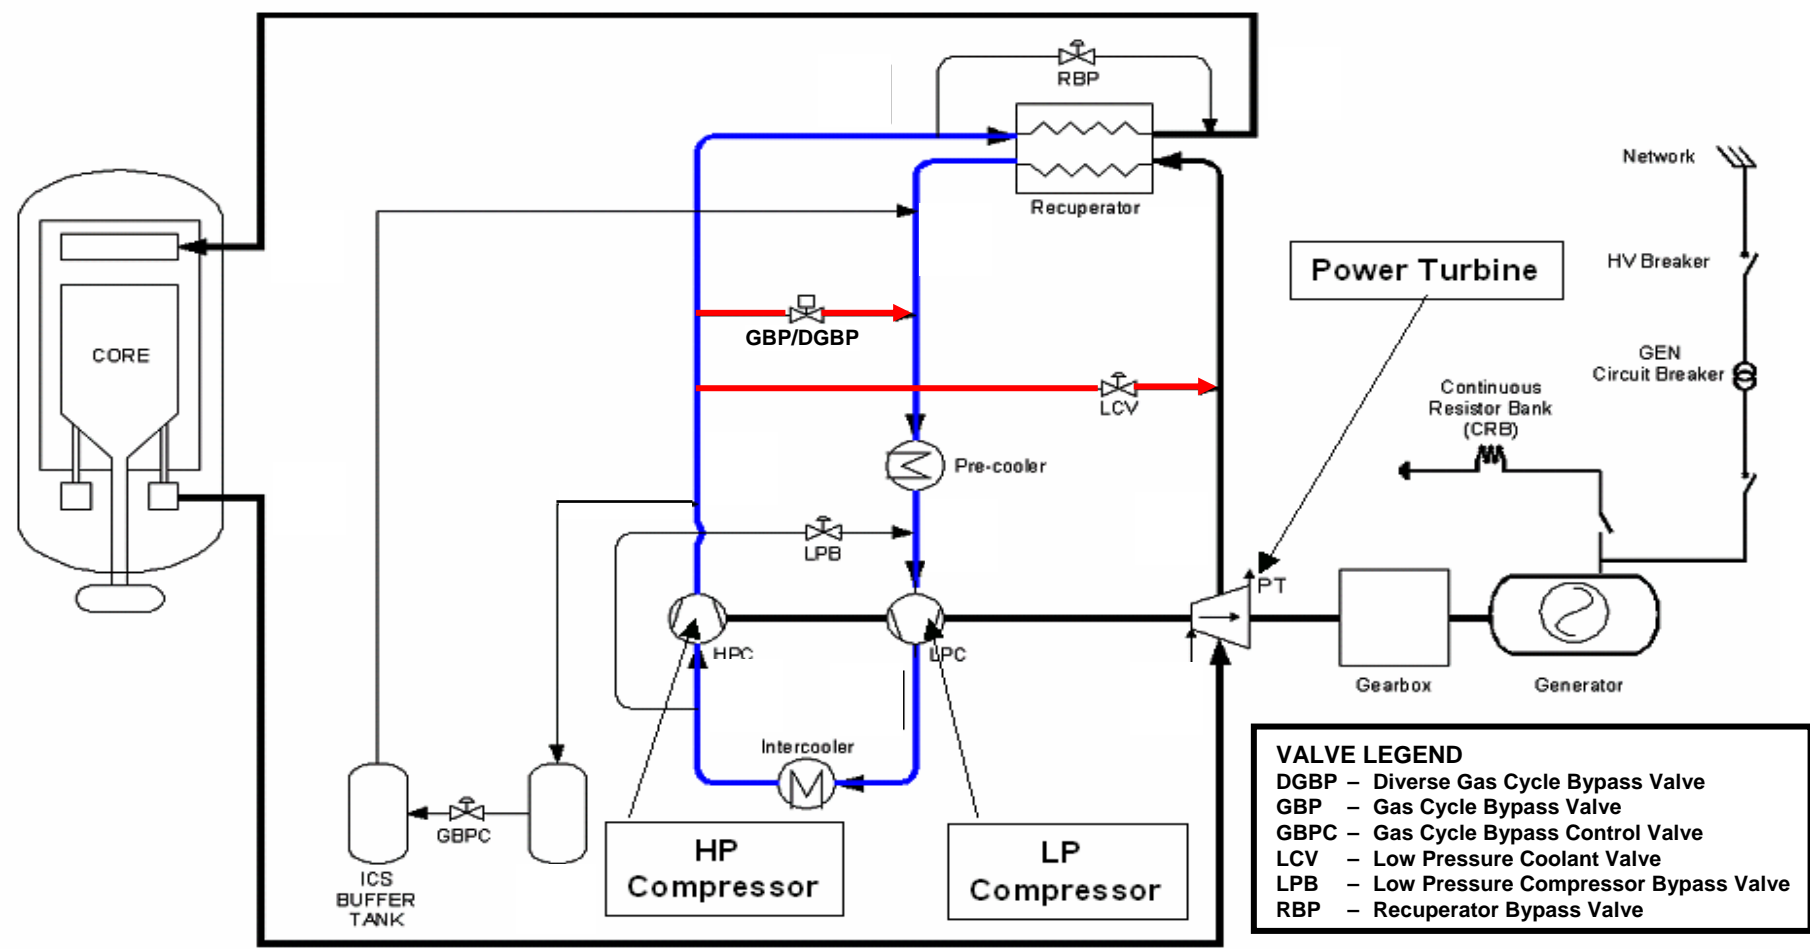 RBP
Recuperator
Network
HV Breaker
Power Turbine
GBP/DGBP
CORE
GEN
Circuit Breaker
LCV
Continuous
Resistor Bank
(CRB)
Pre-cooler
LPB
PT
HPC
LPC
Gearbox
Generator
Intercooler
GBPC
ICS
BUFFER
TANK
HP
Compressor
LP
Compressor
VALVE LEGEND
DGBP – Diverse Gas Cycle Bypass Valve
GBP – Gas Cycle Bypass Valve
GBPC – Gas Cycle Bypass Control Valve
LCV – Low Pressure Coolant Valve
LPB – Low Pressure Compressor Bypass Valve
RBP – Recuperator Bypass Valve